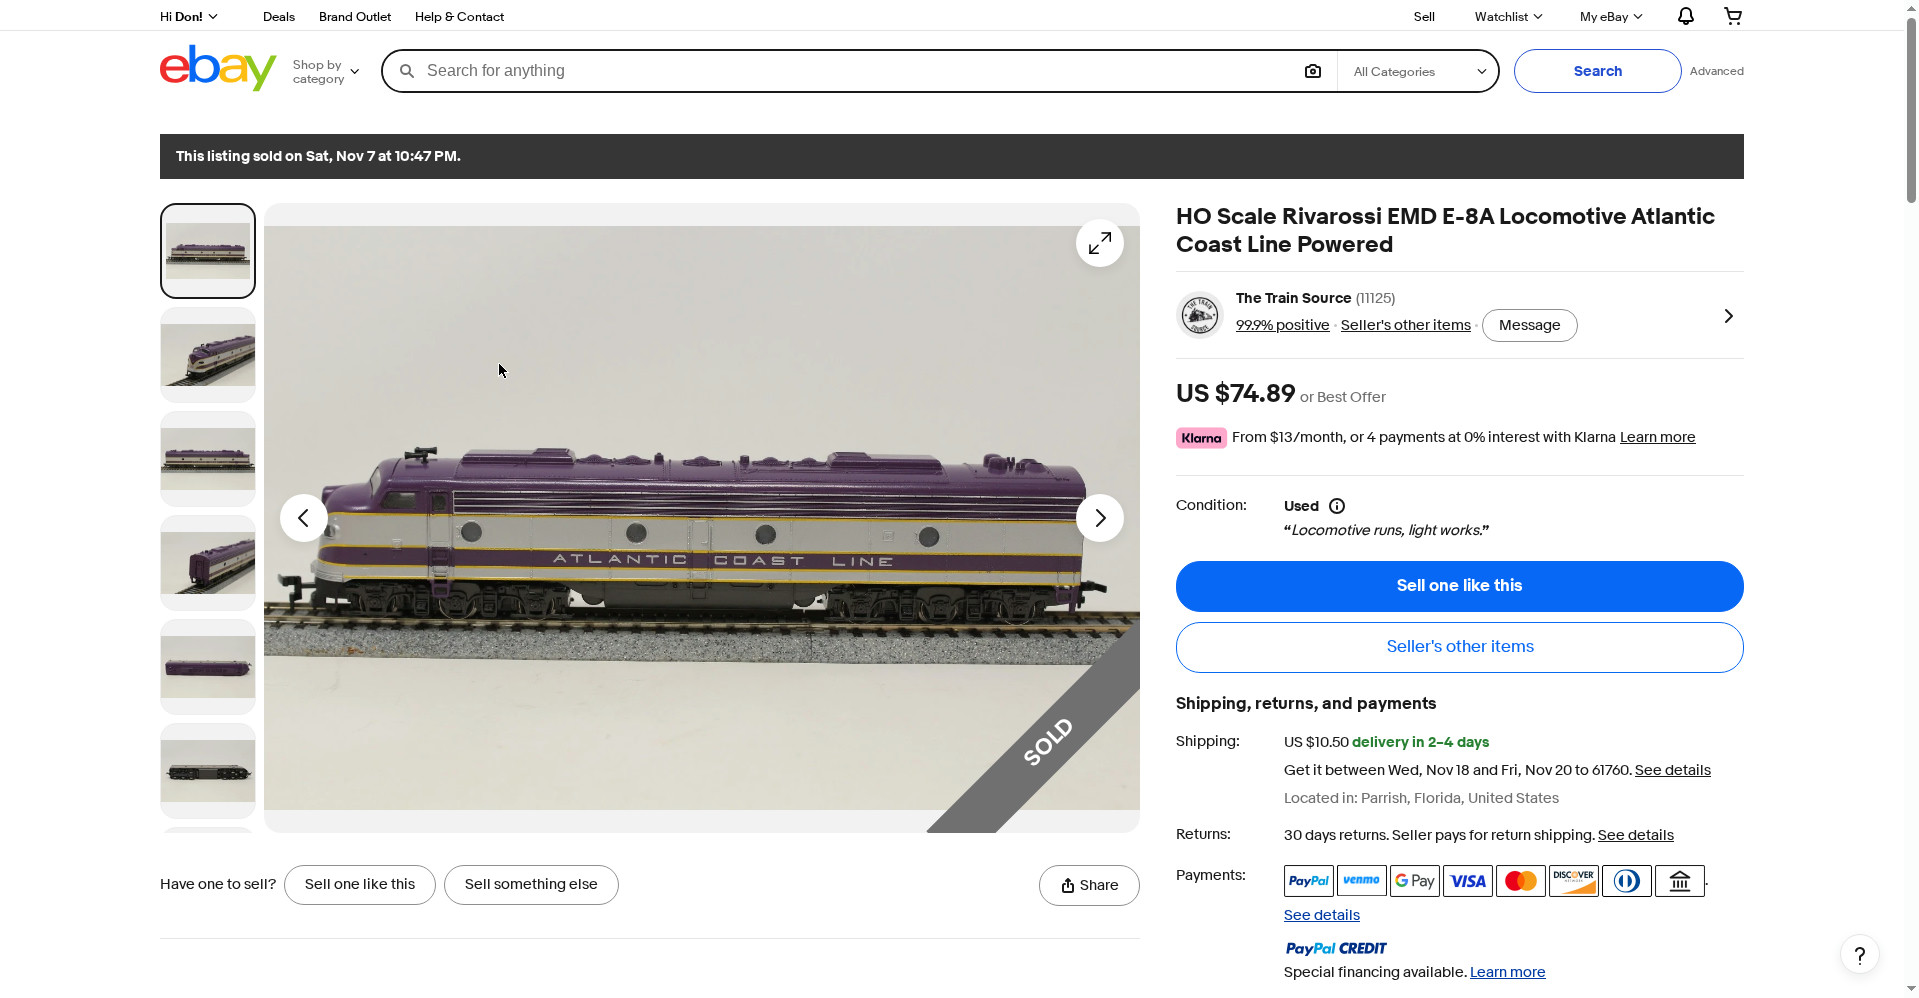 Hi Don!
Deals
Brand Outlet
Help & Contact
Sell
Watchlist
My eBay
ebay
Shop by
category
Search for anything
All Categories
Search
Advanced
This listing sold on Sat, Nov 7 at 10:47 PM.
ATLANTIC COAST LINE
SOLD
HO Scale Rivarossi EMD E-8A Locomotive Atlantic
Coast Line Powered
THE TRAIN
SOURCE
The Train Source (11125)
99.9% positive · Seller's other items · Message
US $74.89 or Best Offer
Klarna From $13/month, or 4 payments at 0% interest with Klarna Learn more
Condition: Used
“Locomotive runs, light works.”
Sell one like this
Seller's other items
Shipping, returns, and payments
Shipping: US $10.50 delivery in 2–4 days
Get it between Wed, Nov 18 and Fri, Nov 20 to 61760. See details
Located in: Parrish, Florida, United States
Returns: 30 days returns. Seller pays for return shipping. See details
Payments: PayPal venmo G Pay VISA DISCOVER .
See details
PayPal CREDIT
Special financing available. Learn more
Have one to sell? Sell one like this Sell something else
Share
?